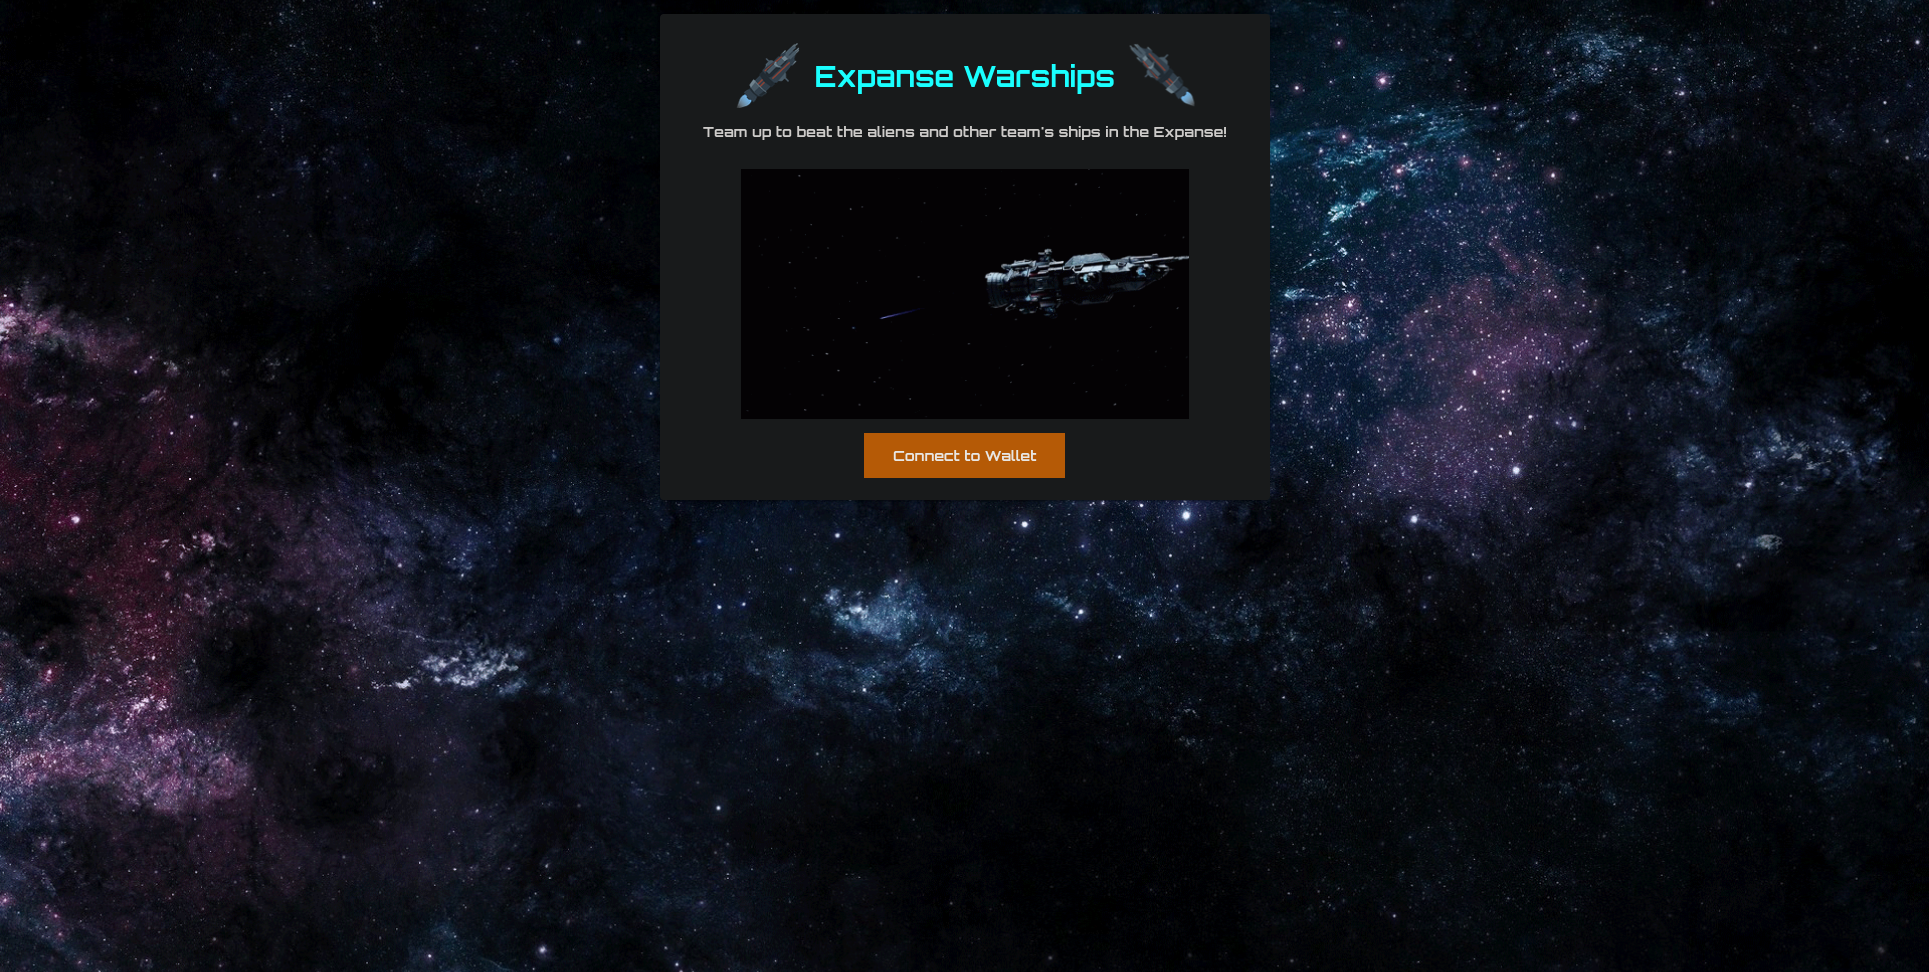 Expanse Warships
Team up to beat the aliens and other team's ships in the Expanse!
Connect to Wallet